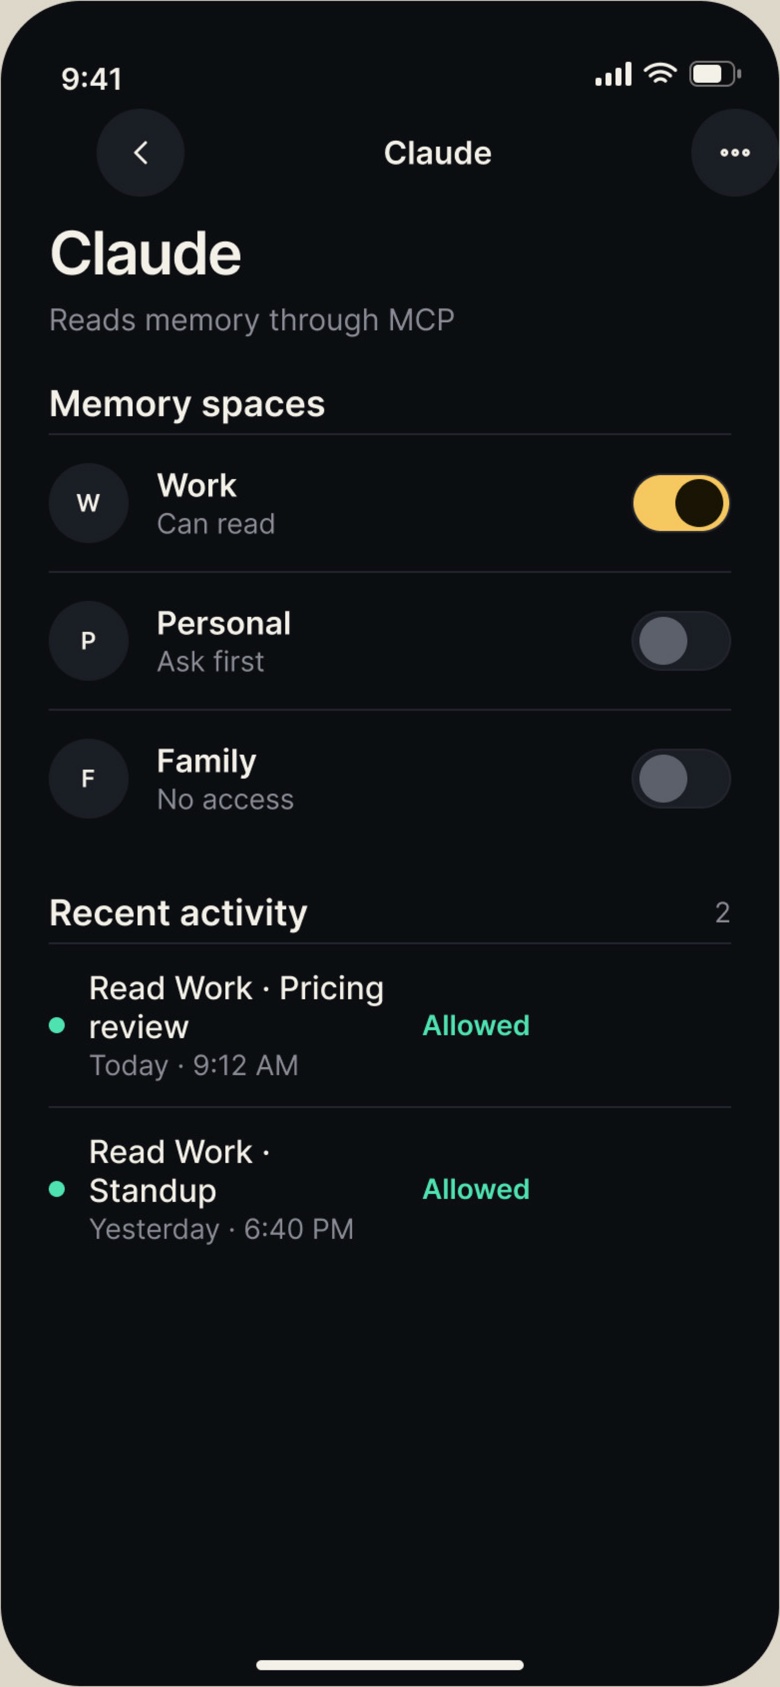 9:41
Claude
Claude
Reads memory through MCP
Memory spaces
W
Work
Can read
P
Personal
Ask first
F
Family
No access
Recent activity
2
Read Work · Pricing
review
Today · 9:12 AM
Allowed
Read Work ·
Standup
Yesterday · 6:40 PM
Allowed